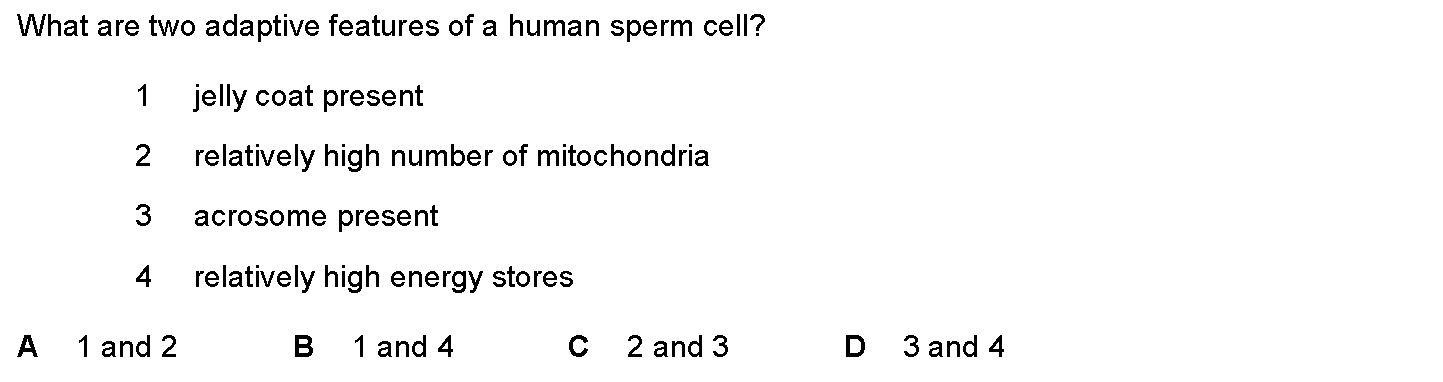 What are two adaptive features of a human sperm cell?
1 jelly coat present
2 relatively high number of mitochondria
3 acrosome present
4 relatively high energy stores
A 1 and 2 B 1 and 4 C 2 and 3 D 3 and 4